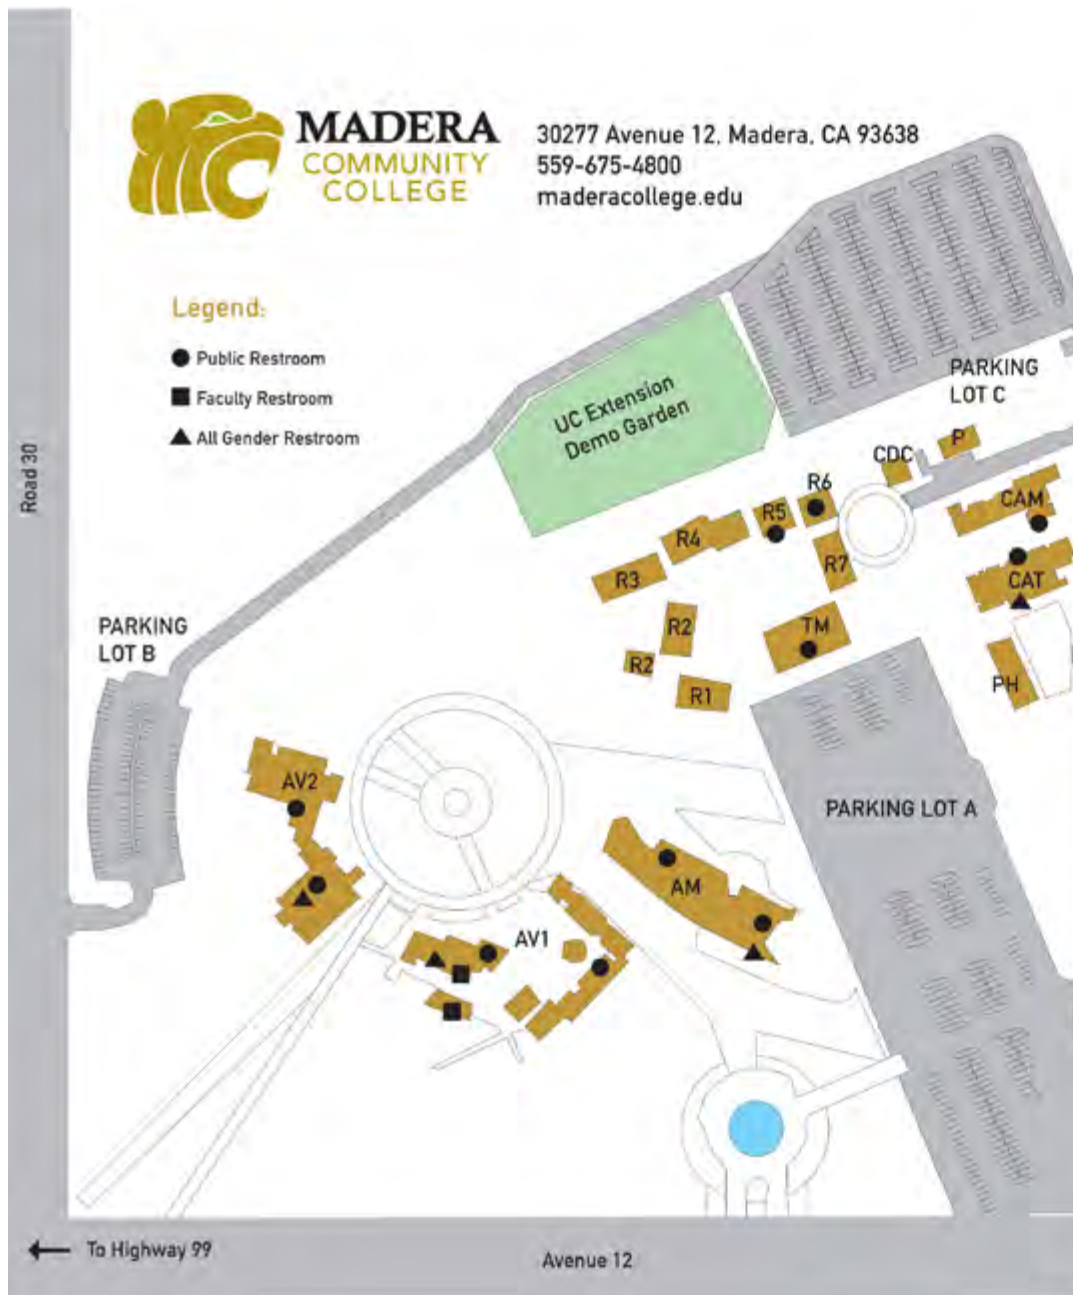 MADERA
COMMUNITY
COLLEGE
30277 Avenue 12, Madera, CA 93638
559-675-4800
maderacollege.edu
Legend:
Public Restroom
Faculty Restroom
All Gender Restroom
Road 30
UC Extension
Demo Garden
PARKING
LOT C
P
CDC
R6
CAM
R5
R4
R7
CAT
R3
PARKING
LOT B
R2
TM
R2
PH
R1
AV2
PARKING LOT A
AM
AV1
To Highway 99
Avenue 12